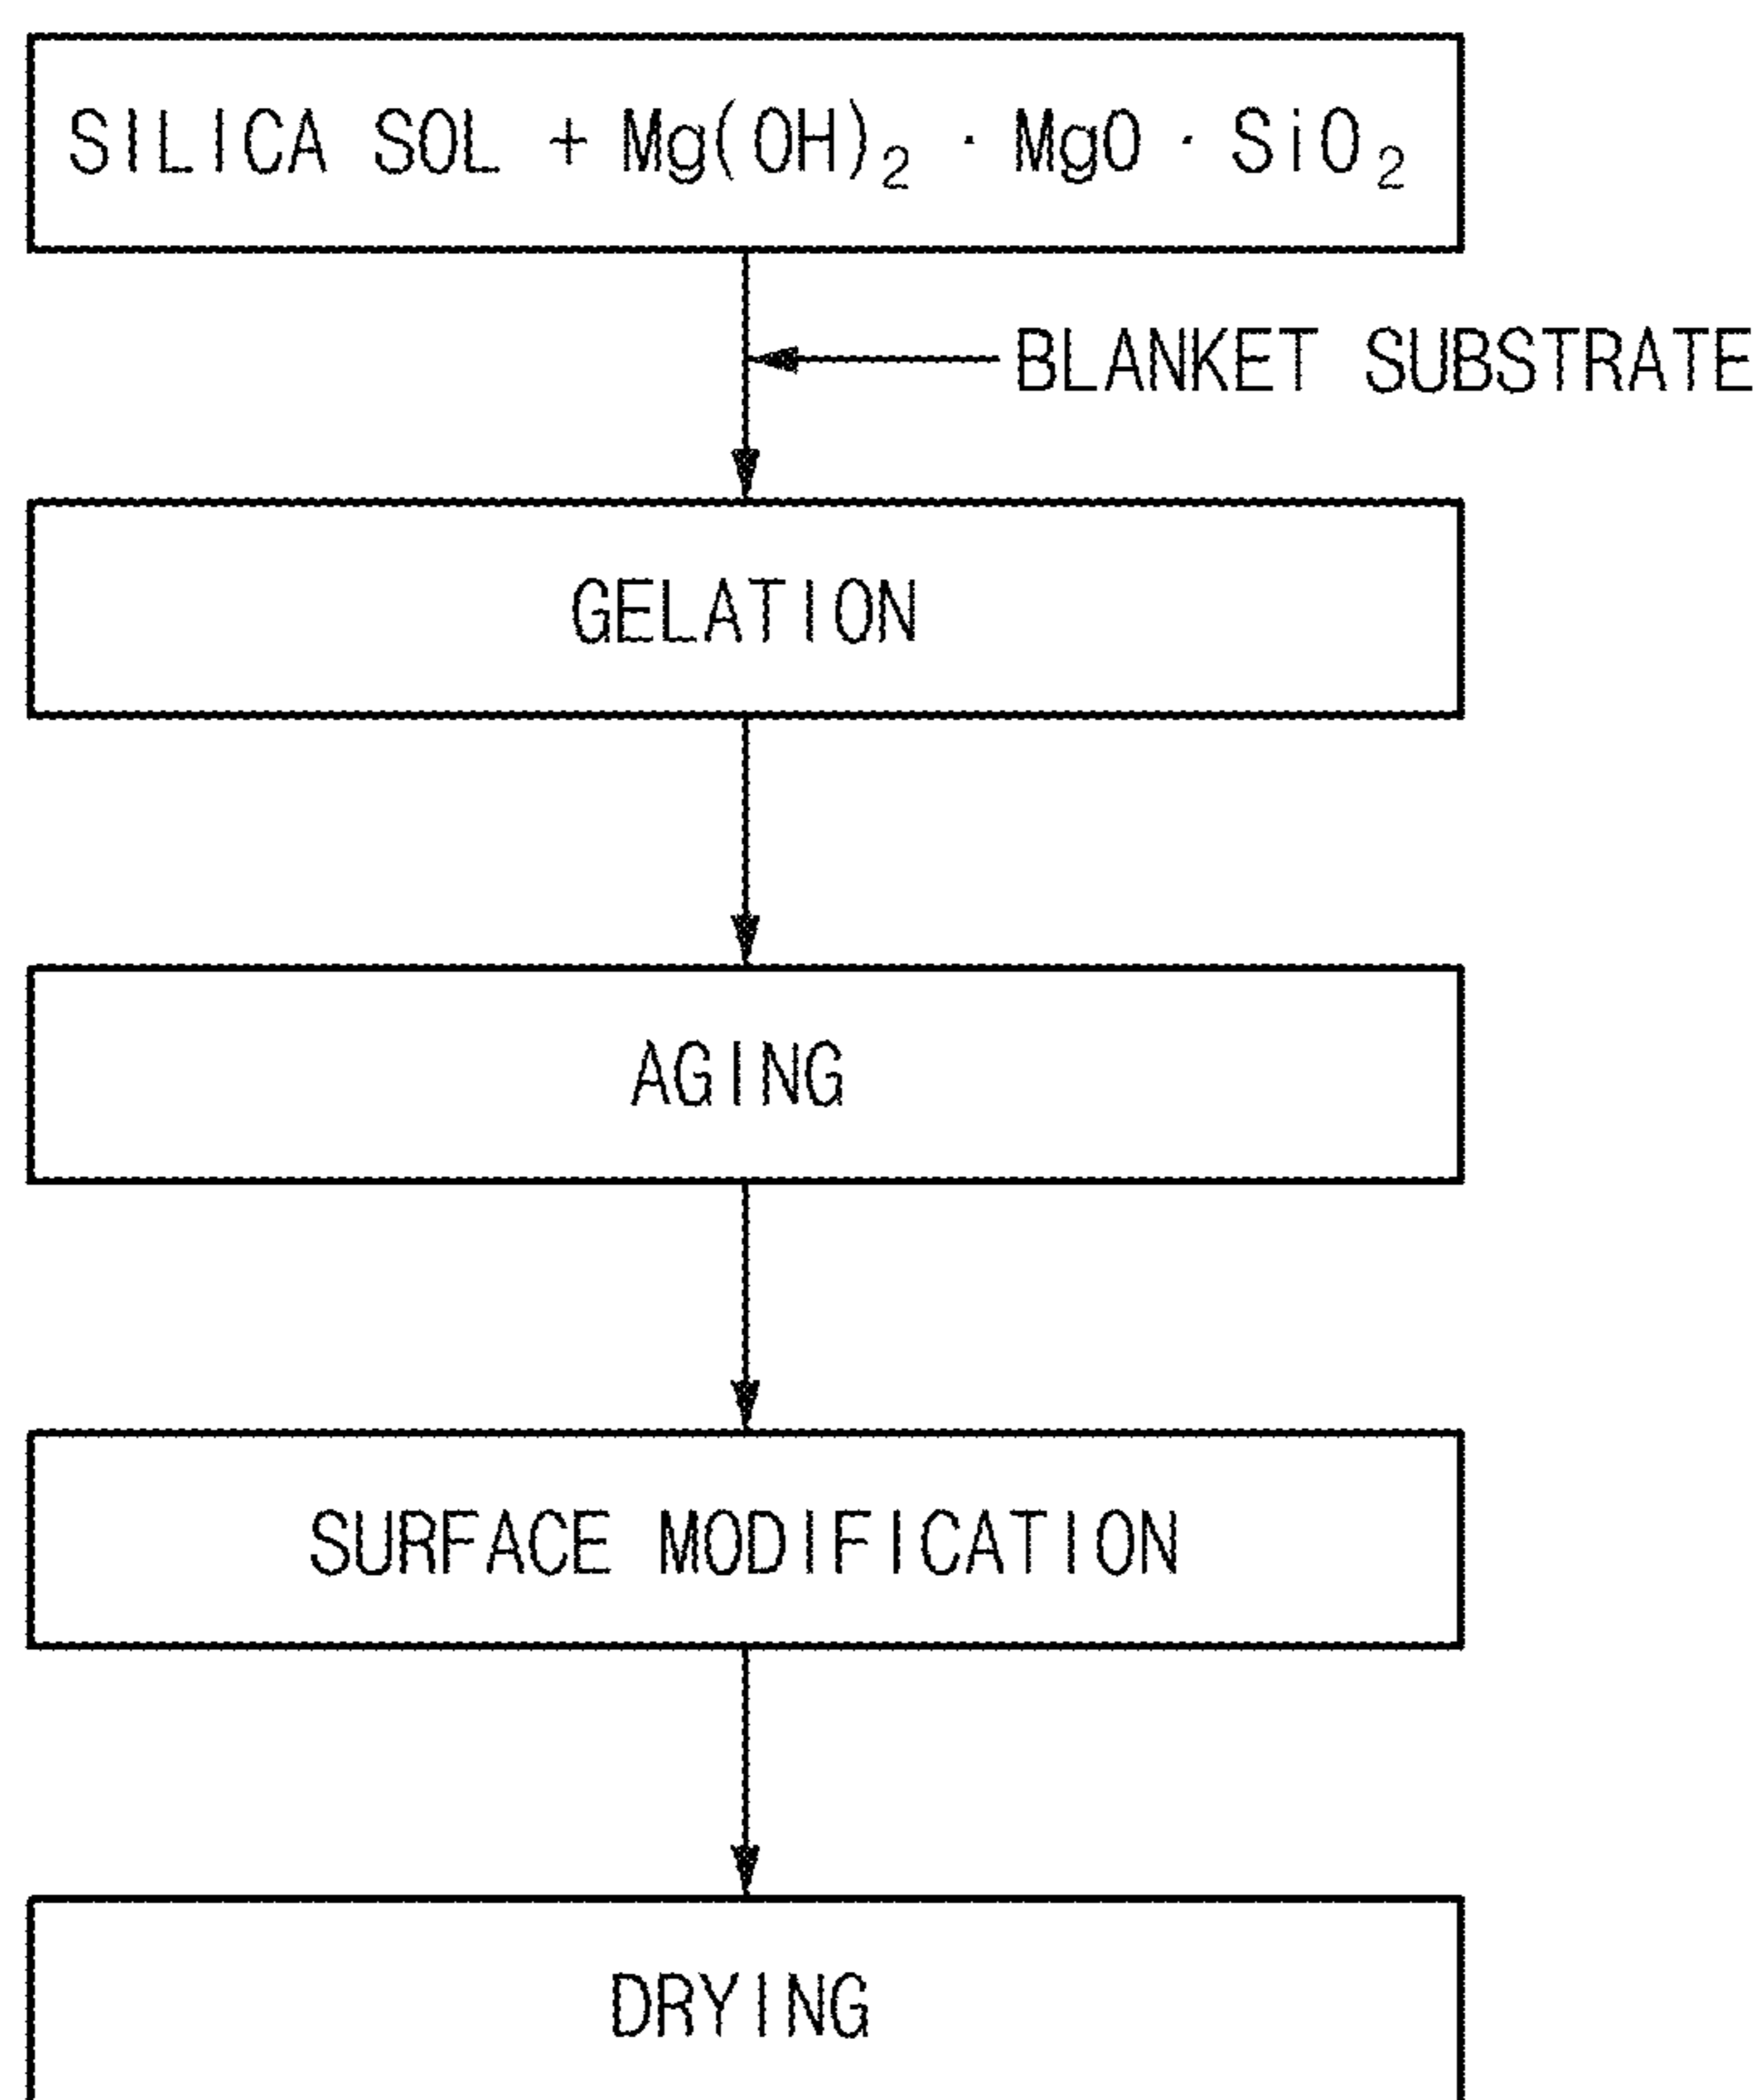 SILICA SOL + Mg(OH)₂ · MgO · SiO₂
BLANKET SUBSTRATE
GELATION
AGING
SURFACE MODIFICATION
DRYING